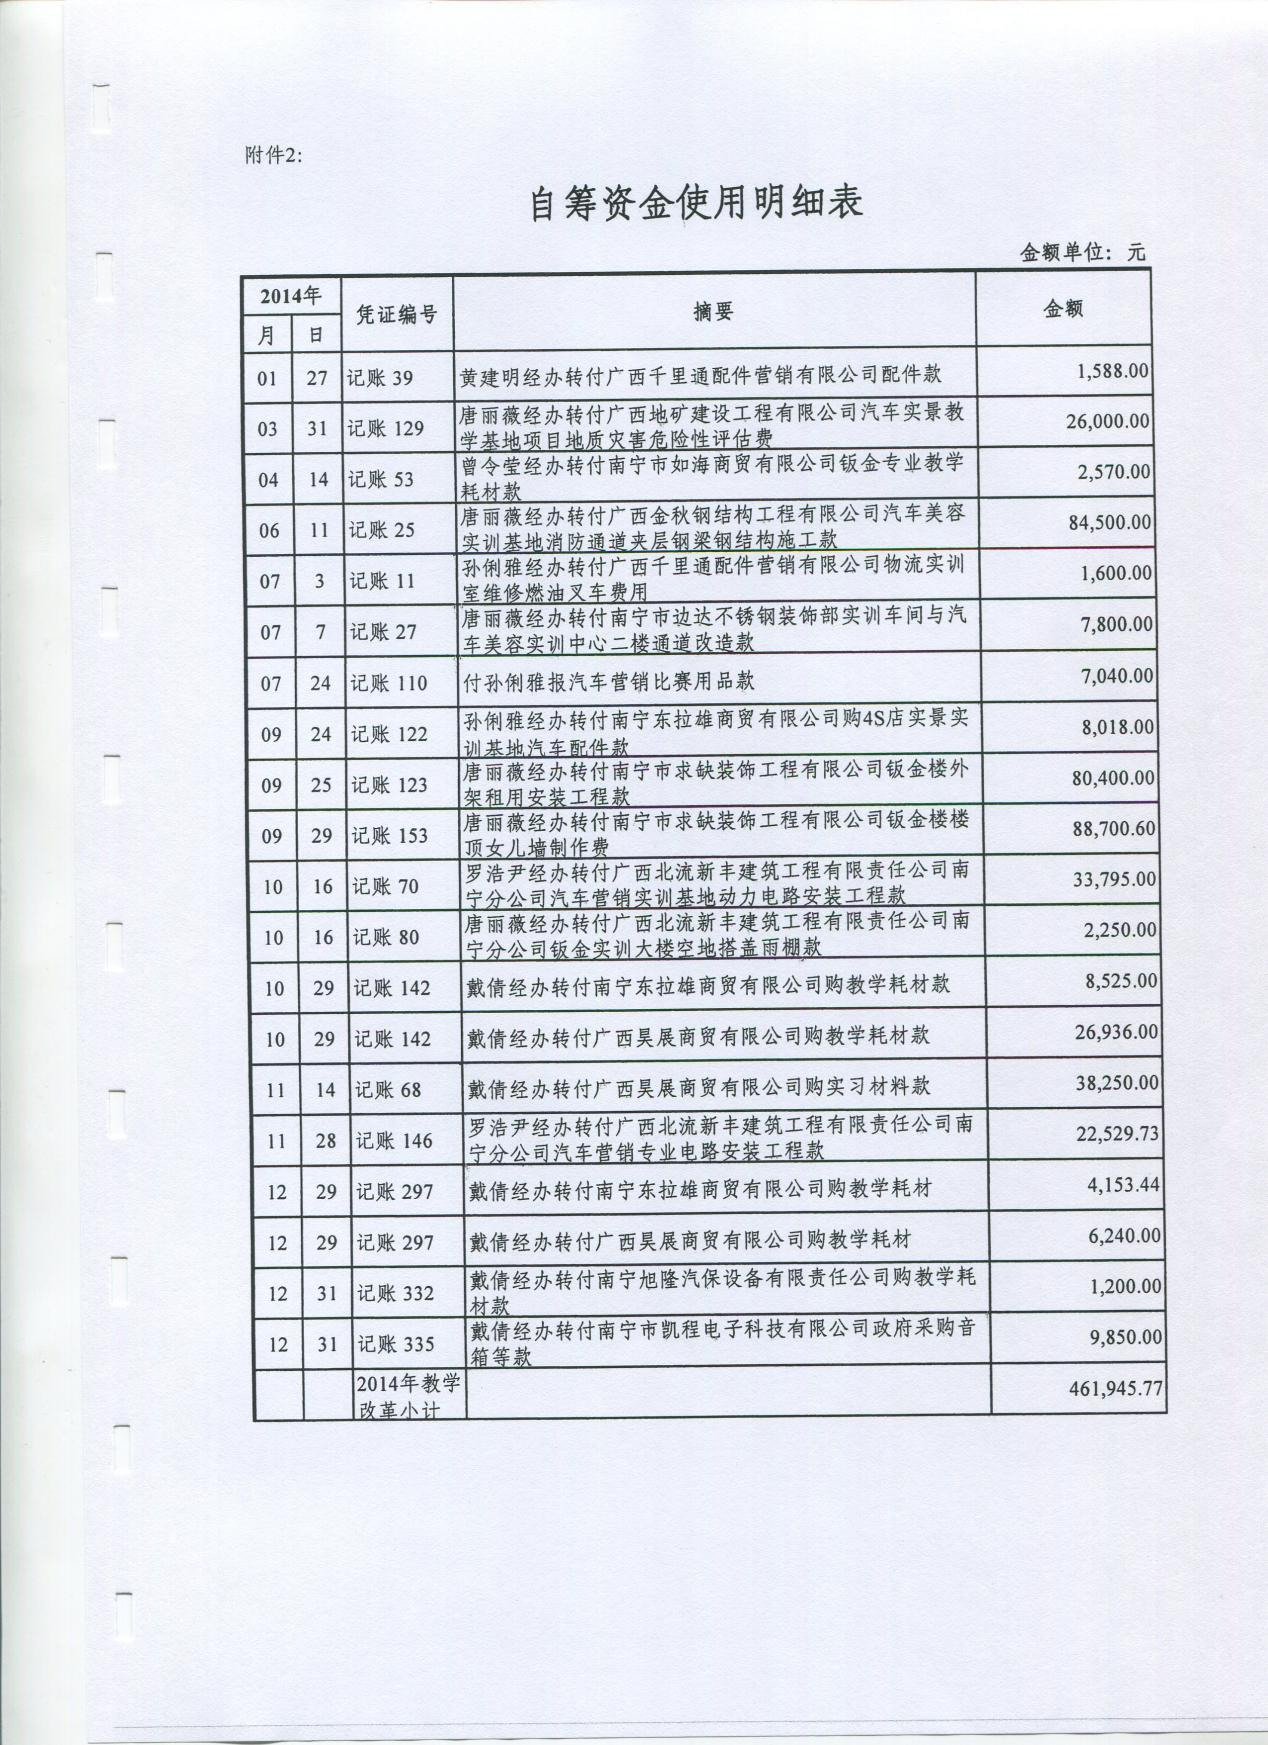 附件2:
自筹资金使用明细表
金额单位：元
2014年 凭证编号 摘要 金额
月 日
01 27 记账 39 黄建明经办转付广西千里通配件营销有限公司配件款 1,588.00
03 31 记账 129 唐丽薇经办转付广西地矿建设工程有限公司汽车实景教 26,000.00
学基地项目地质灾害危险性评估费
04 14 记账 53 曾令莹经办转付南宁市如海商贸有限公司钣金专业教学 2,570.00
耗材款
06 11 记账 25 唐丽薇经办转付广西金秋钢结构工程有限公司汽车美容 84,500.00
实训基地消防通道夹层钢梁钢结构施工款
07 3 记账 11 孙俐雅经办转付广西千里通配件营销有限公司物流实训 1,600.00
室维修燃油叉车费用
07 7 记账 27 唐丽薇经办转付南宁市边达不锈钢装饰部实训车间与汽 7,800.00
车美容实训中心二楼通道改造款
07 24 记账 110 付孙俐雅报汽车营销比赛用品款 7,040.00
09 24 记账 122 孙俐雅经办转付南宁东拉雄商贸有限公司购4S店实景实 8,018.00
训基地汽车配件款
09 25 记账 123 唐丽薇经办转付南宁市求缺装饰工程有限公司钣金楼外 80,400.00
架租用安装工程款
09 29 记账 153 唐丽薇经办转付南宁市求缺装饰工程有限公司钣金楼楼 88,700.60
顶女儿墙制作费
10 16 记账 70 罗浩尹经办转付广西北流新丰建筑工程有限责任公司南 33,795.00
宁分公司汽车营销实训基地动力电路安装工程款
10 16 记账 80 唐丽薇经办转付广西北流新丰建筑工程有限责任公司南 2,250.00
宁分公司钣金实训大楼空地搭盖雨棚款
10 29 记账 142 戴倩经办转付南宁东拉雄商贸有限公司购教学耗材款 8,525.00
10 29 记账 142 戴倩经办转付广西昊展商贸有限公司购教学耗材款 26,936.00
11 14 记账 68 戴倩经办转付广西昊展商贸有限公司购实习材料款 38,250.00
11 28 记账 146 罗浩尹经办转付广西北流新丰建筑工程有限责任公司南 22,529.73
宁分公司汽车营销专业电路安装工程款
12 29 记账 297 戴倩经办转付南宁东拉雄商贸有限公司购教学耗材 4,153.44
12 29 记账 297 戴倩经办转付广西昊展商贸有限公司购教学耗材 6,240.00
12 31 记账 332 戴倩经办转付南宁旭隆汽保设备有限责任公司购教学耗 1,200.00
材款
12 31 记账 335 戴倩经办转付南宁市凯程电子科技有限公司政府采购音 9,850.00
箱等款
2014年教学 461,945.77
改革小计